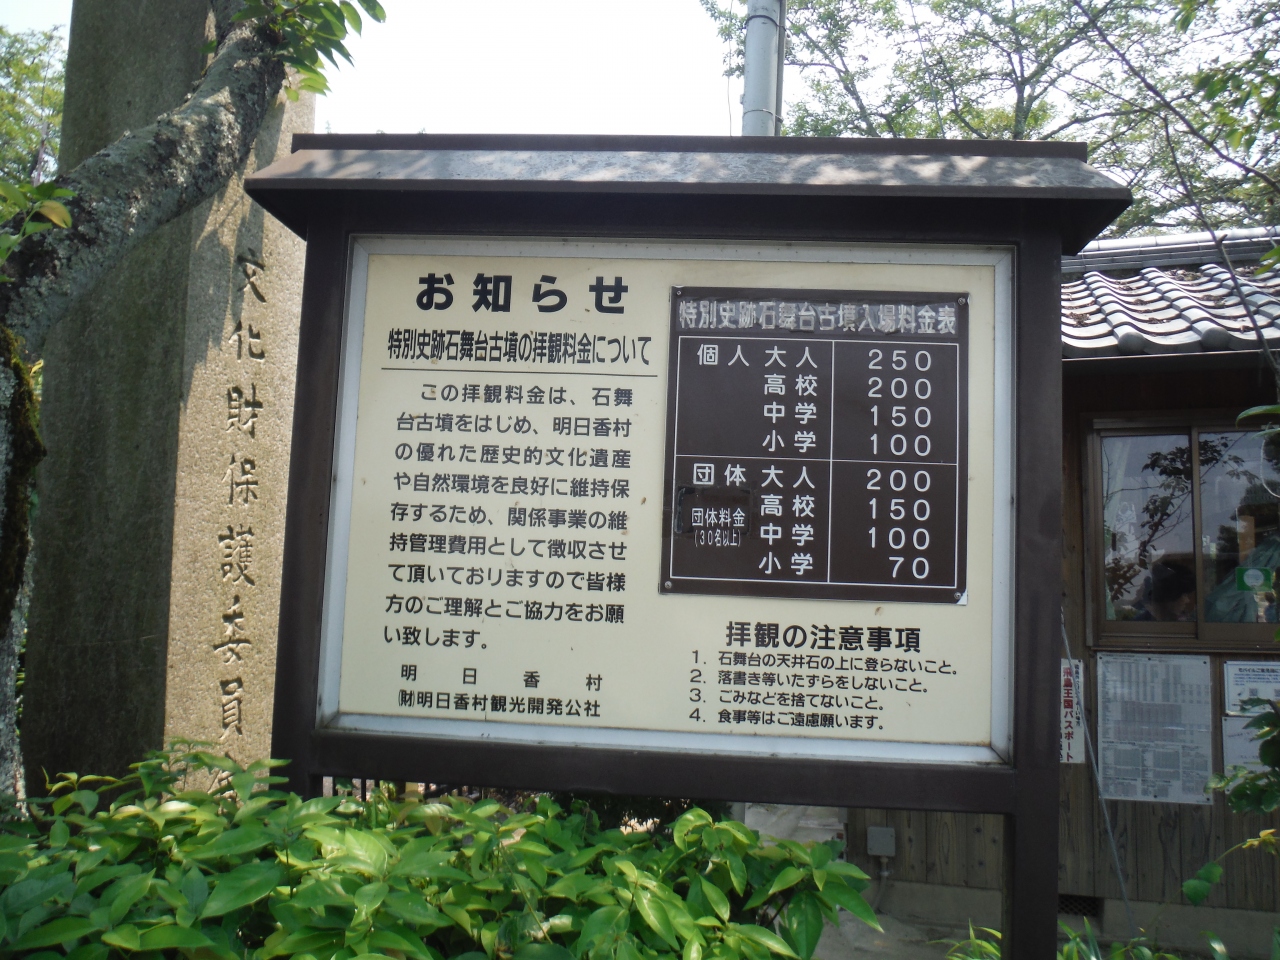 文化財保護委員
お知らせ
特別史跡石舞台古墳の拝観料金について
この拝観料金は、石舞
台古墳をはじめ、明日香村
の優れた歴史的文化遺産
や自然環境を良好に維持保
存するため、関係事業の維
持管理費用として徴収させ
て頂いておりますので皆様
方のご理解とご協力をお願
い致します。
明日香村
(財)明日香村観光開発公社
特別史跡石舞台古墳入場料金表
個人 大人 250
高校 200
中学 150
小学 100
団体 大人 200
高校 150
団体料金
(30名以上)
中学 100
小学 70
拝観の注意事項
1. 石舞台の天井石の上に登らないこと。
2. 落書き等いたずらをしないこと。
3. ごみなどを捨てないこと。
4. 食事等はご遠慮願います。
飛鳥王国パスポート